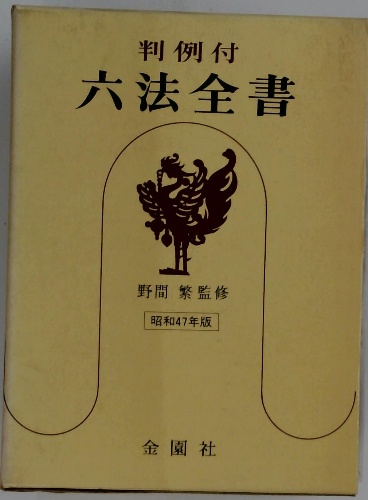 判例付
六法全書
野間 繁監修
昭和47年版
金園社